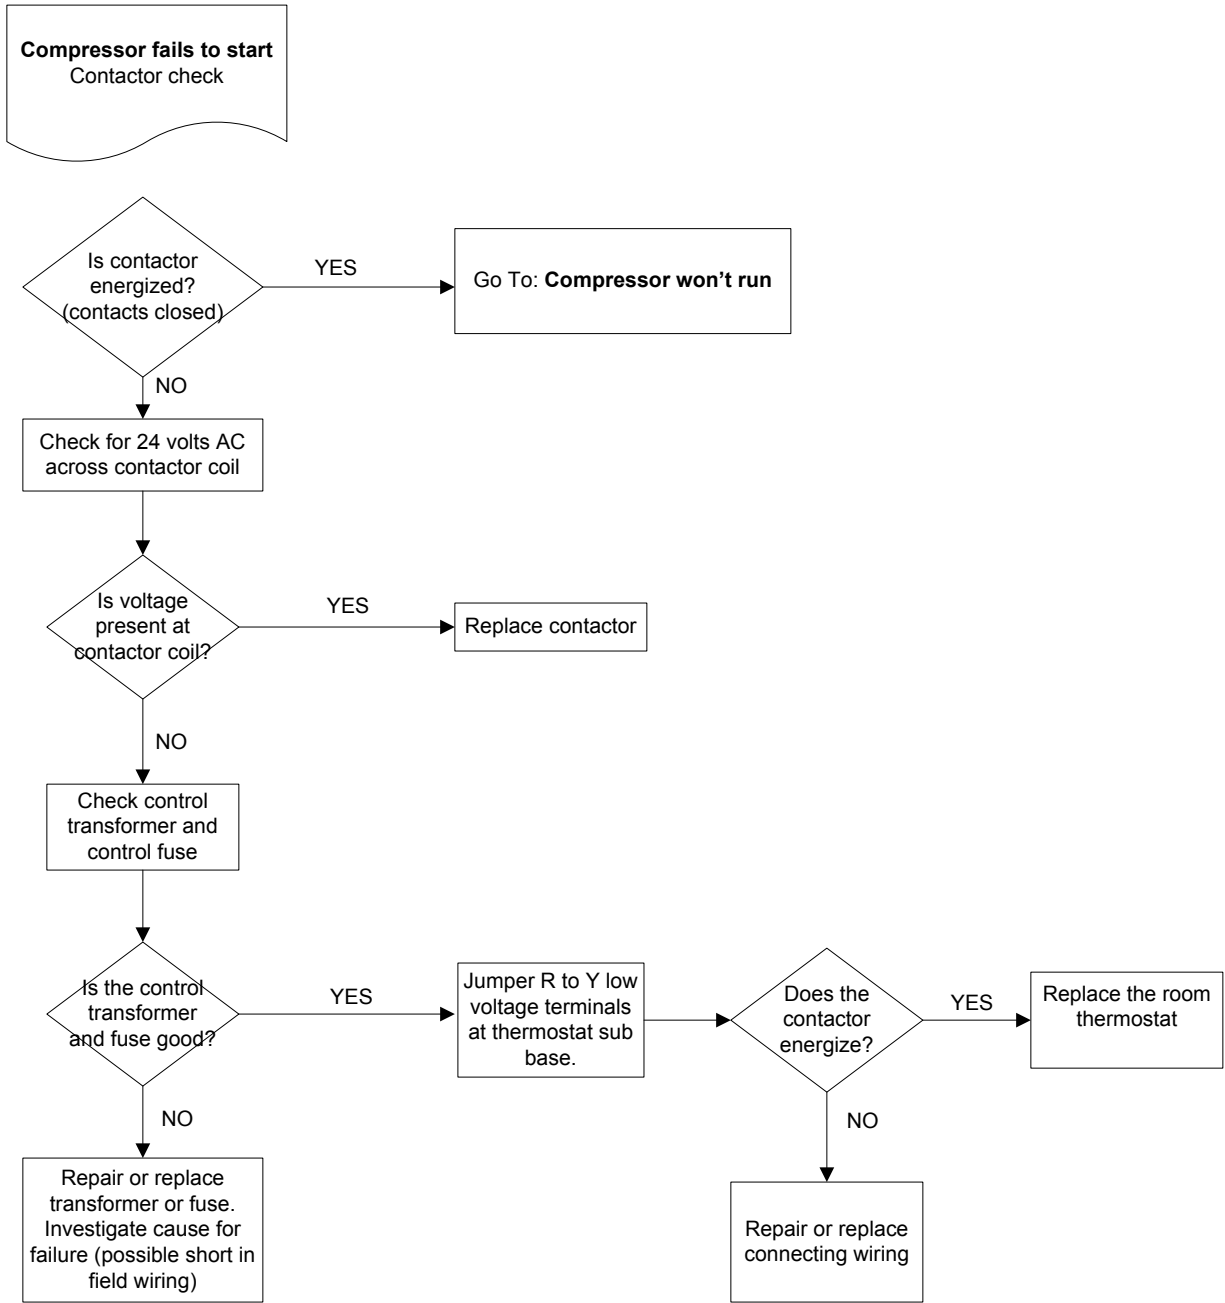 Compressor fails to start
Contactor check
Is contactor
energized?
(contacts closed)
YES
Go To: Compressor won’t run
NO
Check for 24 volts AC
across contactor coil
Is voltage
present at
contactor coil?
YES
Replace contactor
NO
Check control
transformer and
control fuse
Is the control
transformer
and fuse good?
YES
Jumper R to Y low
voltage terminals
at thermostat sub
base.
Does the
contactor
energize?
YES
Replace the room
thermostat
NO
Repair or replace
transformer or fuse.
Investigate cause for
failure (possible short in
field wiring)
NO
Repair or replace
connecting wiring